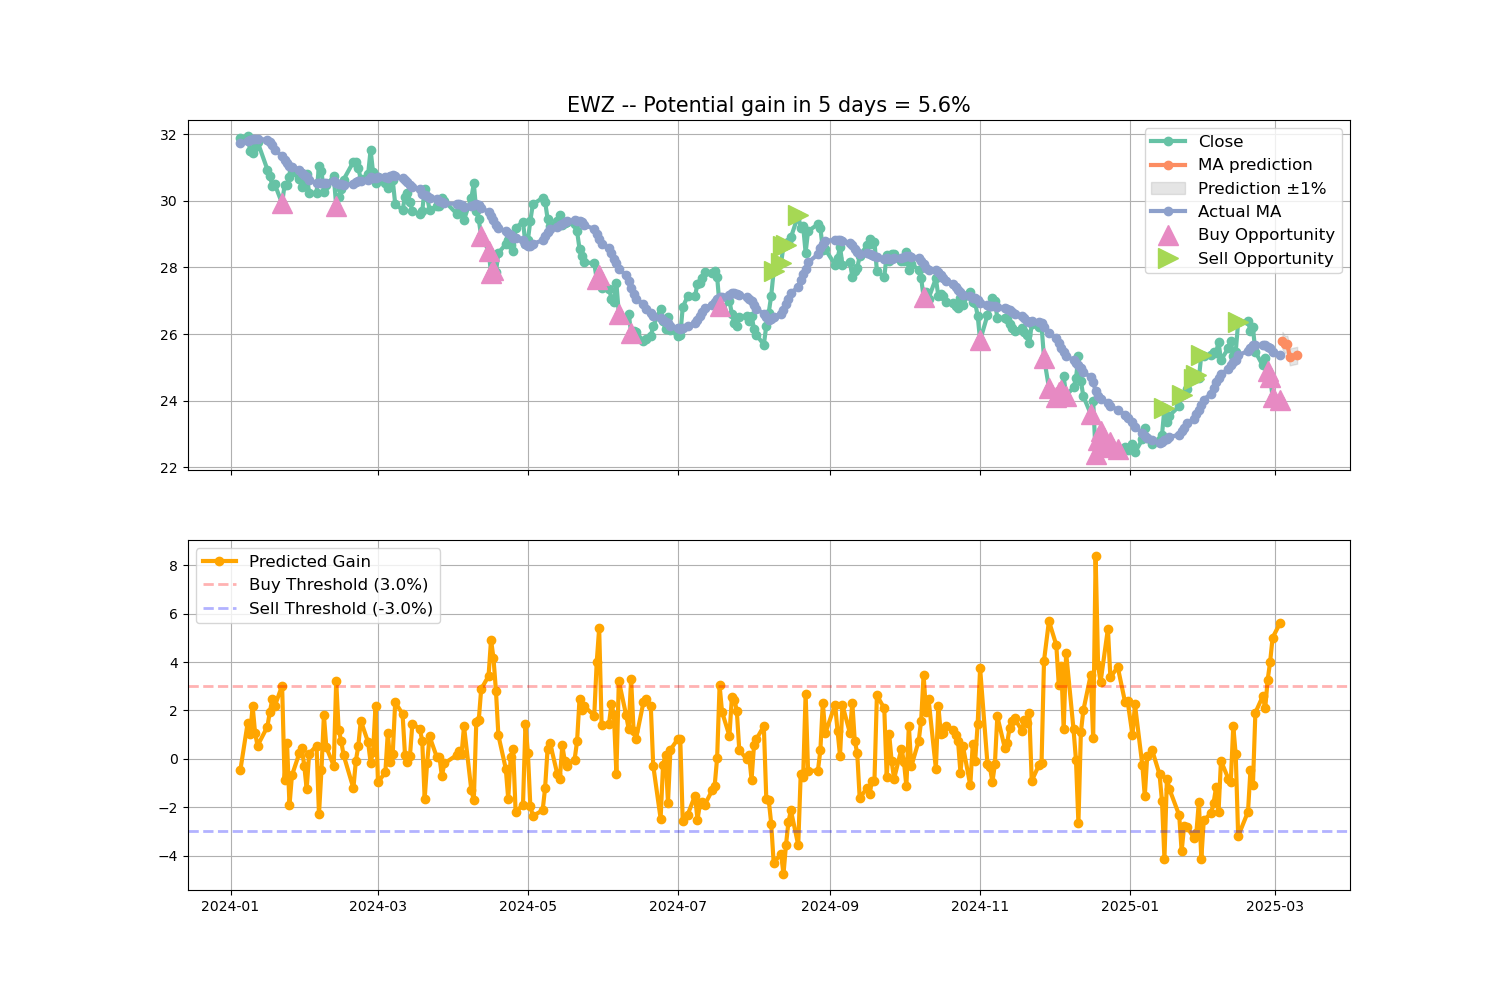 EWZ -- Potential gain in 5 days = 5.6%
32
30
28
26
24
22
Close
MA prediction
Prediction ±1%
Actual MA
Buy Opportunity
Sell Opportunity
8
6
4
2
0
−2
−4
Predicted Gain
Buy Threshold (3.0%)
Sell Threshold (-3.0%)
2024-01 2024-03 2024-05 2024-07 2024-09 2024-11 2025-01 2025-03